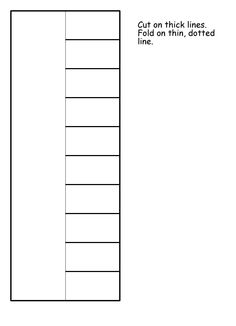 Cut on thick lines.
Fold on thin, dotted
line.